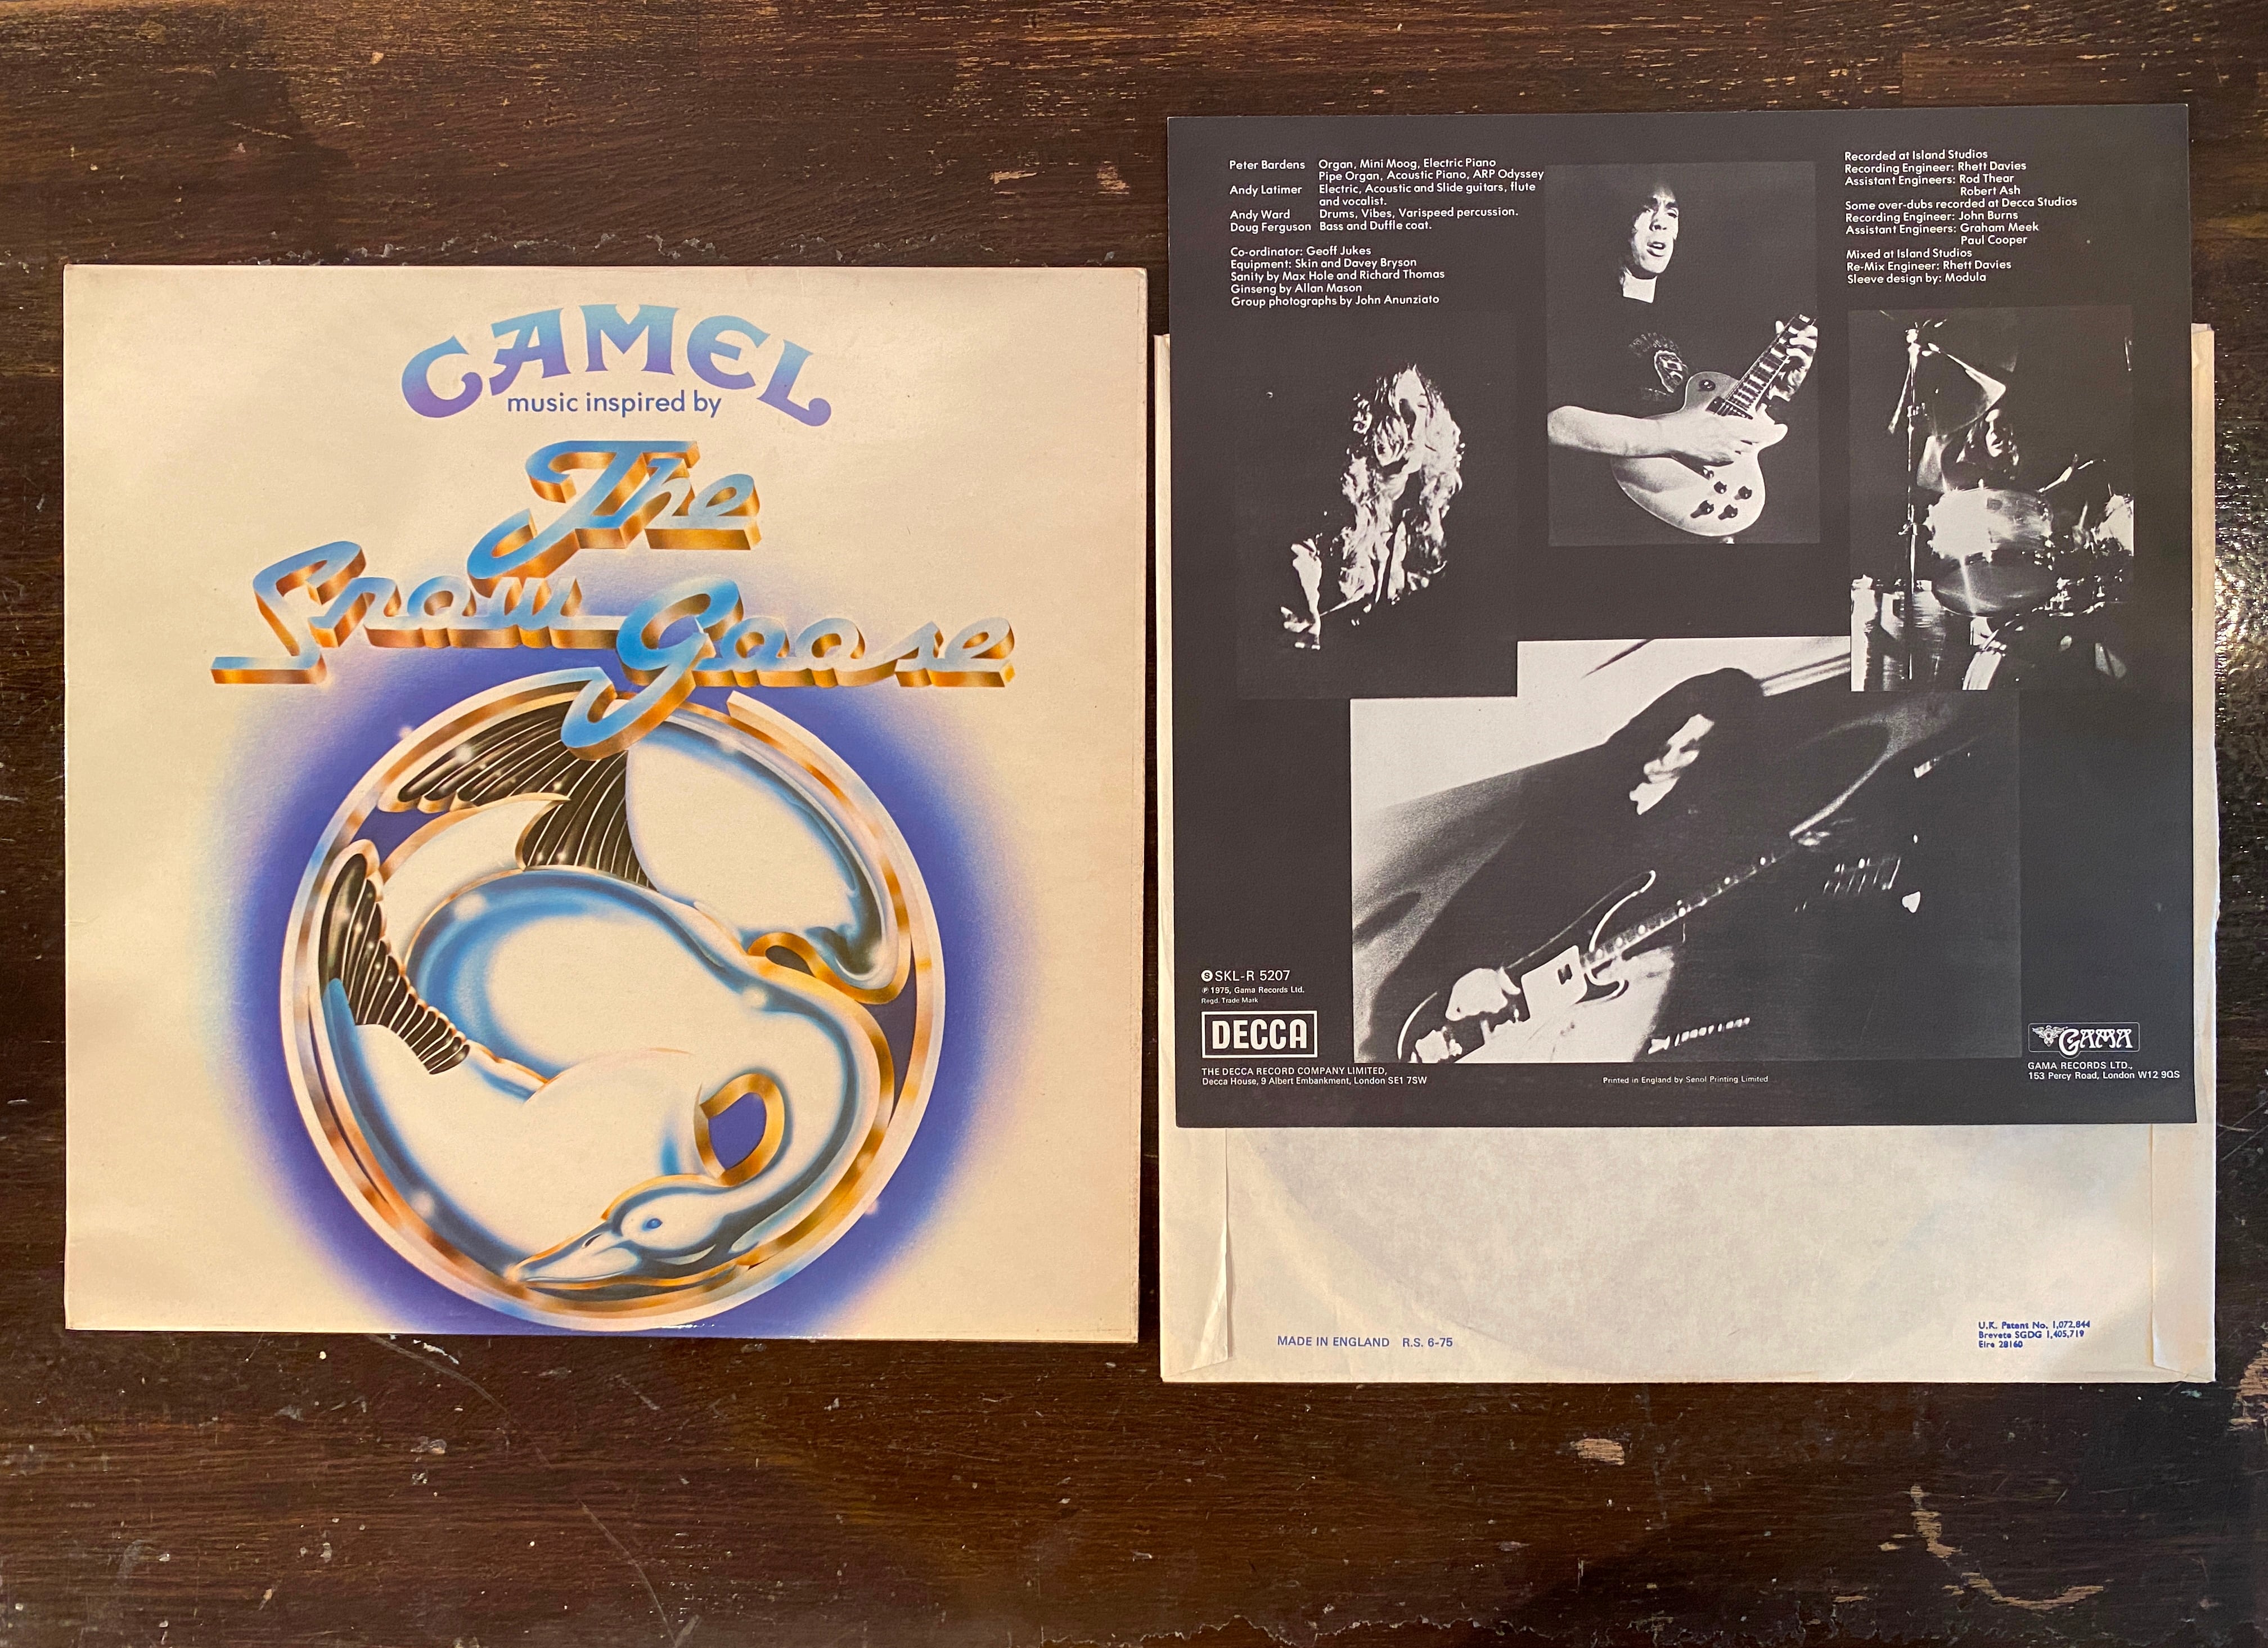 CAMEL
music inspired by
The
Snow Goose
Peter Bardens Organ, Mini Moog, Electric Piano
Pipe Organ, Acoustic Piano, ARP Odyssey
Andy Latimer Electric, Acoustic and Slide guitars, flute
and vocalist.
Andy Ward Drums, Vibes, Varispeed percussion.
Doug Ferguson Bass and Duffle coat.
Co-ordinator: Geoff Jukes
Equipment: Skin and Davey Bryson
Sanity by Max Hole and Richard Thomas
Ginseng by Allan Mason
Group photographs by John Anunziato
Recorded at Island Studios
Recording Engineer: Rhett Davies
Assistant Engineers: Rod Thear
Robert Ash
Some over-dubs recorded at Decca Studios
Recording Engineer: John Burns
Assistant Engineers: Graham Meek
Paul Cooper
Mixed at Island Studios
Re-Mix Engineer: Rhett Davies
Sleeve design by: Modula
Ⓢ SKL-R 5207
℗ 1975, Gama Records Ltd.
Regd. Trade Mark
DECCA
THE DECCA RECORD COMPANY LIMITED,
Decca House, 9 Albert Embankment, London SE1 7SW
Printed in England by Senol Printing Limited
GAMA
GAMA RECORDS LTD.,
153 Percy Road, London W12 9QS
MADE IN ENGLAND R.S. 6-75
U.K. Patent No. 1,072,844
Brevete SGDG 1,405,719
Eire 28160